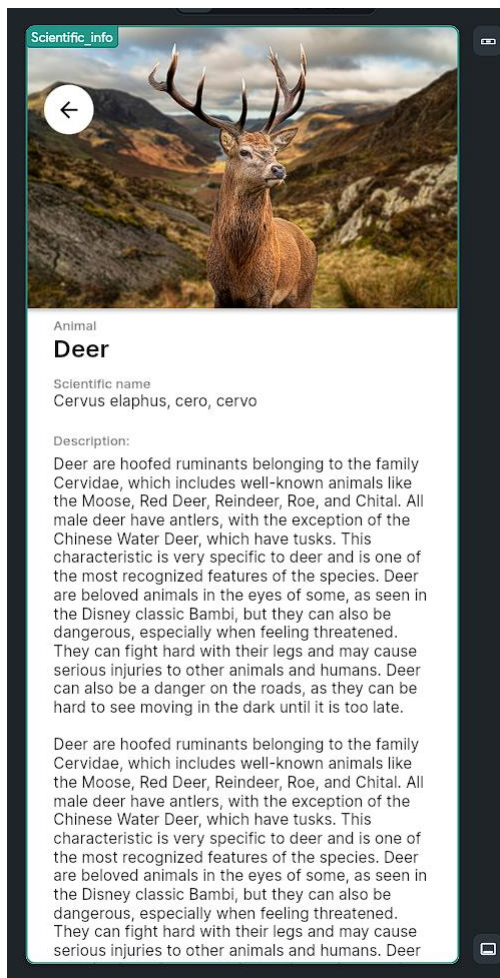 Scientific_info
Animal
Deer
Scientific name
Cervus elaphus, cero, cervo
Description:
Deer are hoofed ruminants belonging to the family
Cervidae, which includes well-known animals like
the Moose, Red Deer, Reindeer, Roe, and Chital. All
male deer have antlers, with the exception of the
Chinese Water Deer, which have tusks. This
characteristic is very specific to deer and is one of
the most recognized features of the species. Deer
are beloved animals in the eyes of some, as seen in
the Disney classic Bambi, but they can also be
dangerous, especially when feeling threatened.
They can fight hard with their legs and may cause
serious injuries to other animals and humans. Deer
can also be a danger on the roads, as they can be
hard to see moving in the dark until it is too late.
Deer are hoofed ruminants belonging to the family
Cervidae, which includes well-known animals like
the Moose, Red Deer, Reindeer, Roe, and Chital. All
male deer have antlers, with the exception of the
Chinese Water Deer, which have tusks. This
characteristic is very specific to deer and is one of
the most recognized features of the species. Deer
are beloved animals in the eyes of some, as seen in
the Disney classic Bambi, but they can also be
dangerous, especially when feeling threatened.
They can fight hard with their legs and may cause
serious injuries to other animals and humans. Deer